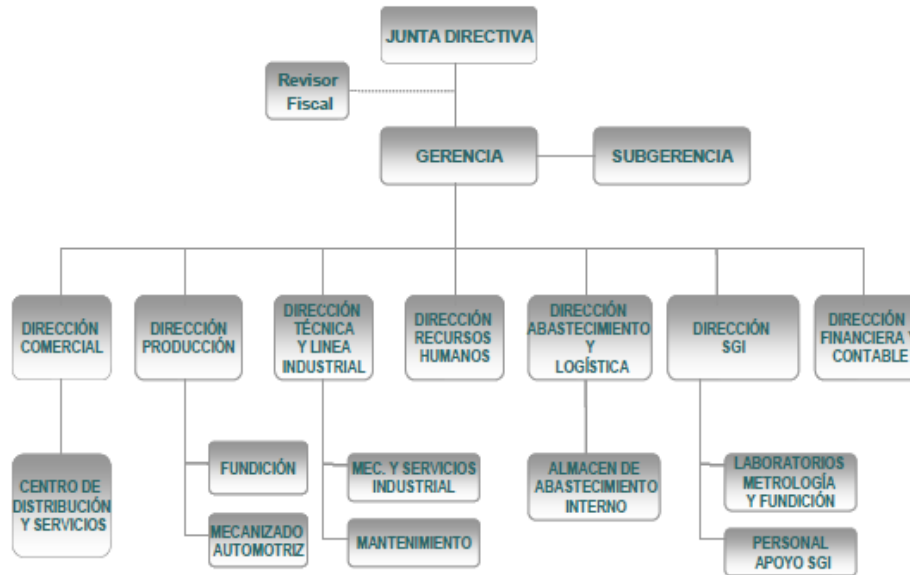 JUNTA DIRECTIVA
Revisor
Fiscal
GERENCIA
SUBGERENCIA
DIRECCIÓN
COMERCIAL
DIRECCIÓN
PRODUCCIÓN
DIRECCIÓN
TÉCNICA
Y LINEA
INDUSTRIAL
DIRECCIÓN
RECURSOS
HUMANOS
DIRECCIÓN
ABASTECIMIENTO
Y
LOGÍSTICA
DIRECCIÓN
SGI
DIRECCIÓN
FINANCIERA Y
CONTABLE
CENTRO DE
DISTRIBUCIÓN
Y SERVICIOS
FUNDICIÓN
MECANIZADO
AUTOMOTRIZ
MEC. Y SERVICIOS
INDUSTRIAL
MANTENIMIENTO
ALMACEN DE
ABASTECIMIENTO
INTERNO
LABORATORIOS
METROLOGÍA
Y FUNDICIÓN
PERSONAL
APOYO SGI